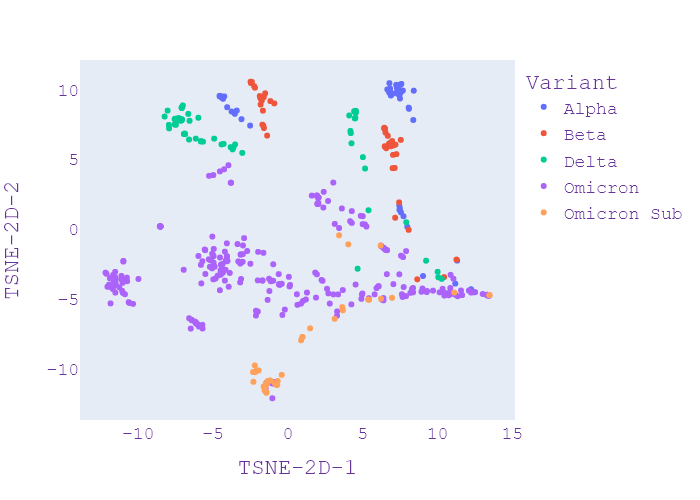 Variant
Alpha
Beta
Delta
Omicron
Omicron Sub
TSNE-2D-2
10
5
0
−5
−10
−10
−5
0
5
10
15
TSNE-2D-1